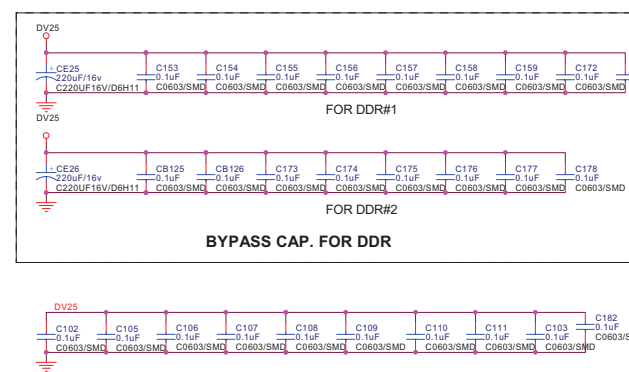 DV25
CE25 C153 C154 C155 C156 C157 C158 C159 C172
220uF/16v 0.1uF 0.1uF 0.1uF 0.1uF 0.1uF 0.1uF 0.1uF 0.1uF
C220UF16V/D6H11 C0603/SMD C0603/SMD C0603/SMD C0603/SMD C0603/SMD C0603/SMD C0603/SMD C0603/SMD
FOR DDR#1
DV25
CE26 CB125 CB126 C173 C174 C175 C176 C177 C178
220uF/16v 0.1uF 0.1uF 0.1uF 0.1uF 0.1uF 0.1uF 0.1uF 0.1uF
C220UF16V/D6H11 C0603/SMD C0603/SMD C0603/SMD C0603/SMD C0603/SMD C0603/SMD C0603/SMD C0603/SMD
FOR DDR#2
BYPASS CAP. FOR DDR
DV25
C102 C105 C106 C107 C108 C109 C110 C111 C103 C182
0.1uF 0.1uF 0.1uF 0.1uF 0.1uF 0.1uF 0.1uF 0.1uF 0.1uF 0.1uF
C0603/SMD C0603/SMD C0603/SMD C0603/SMD C0603/SMD C0603/SMD C0603/SMD C0603/SMD C0603/SMD C0603/S